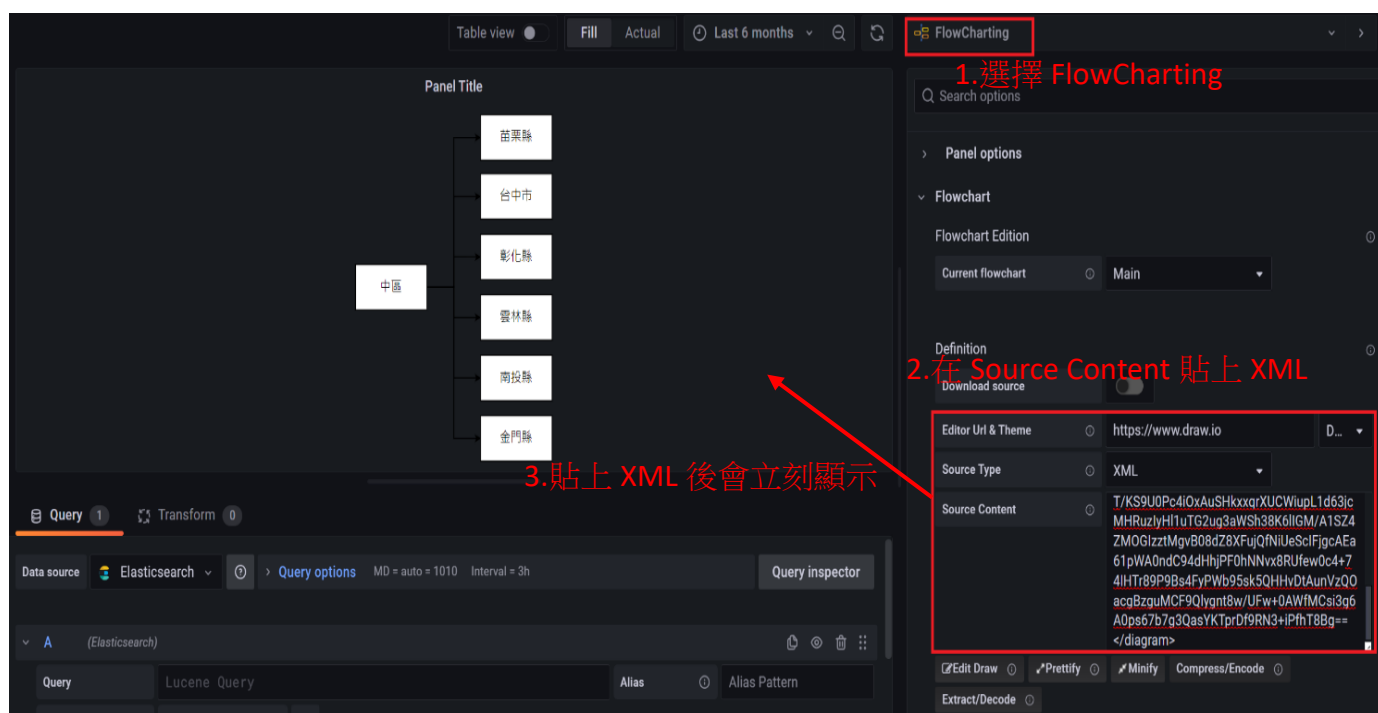 Table view
Fill
Actual
Last 6 months
FlowCharting
1.選擇 FlowCharting
Search options
Panel Title
苗栗縣
台中市
彰化縣
中區
雲林縣
南投縣
金門縣
Panel options
Flowchart
Flowchart Edition
Current flowchart
Main
Definition
2.在 Source Content 貼上 XML
Download source
Editor Url & Theme
https://www.draw.io
D...
Source Type
XML
Source Content
T/KS9U0Pc4iOxAuSHkxxqrXUCWiupL1d63jc
MHRuzlyHl1uTG2ug3aWSh38K6lIGM/A1SZ4
ZMOGIzztMgvB08dZ8XFujQfNiUeScIFjgcAEa
61pWA0ndC94dHhjPF0hNNvx8RUfew0c4+7
4IHTr89P9Bs4FyPWb95sk5QHHvDtAunVzQO
acgBzguMCF9QIygnt8w/UFw+0AWfMCsi3g6
A0ps67b7g3QasYKTprDf9RN3+iPfhT8Bg==
</diagram>
3.貼上 XML 後會立刻顯示
Edit Draw
Prettify
Minify
Compress/Encode
Extract/Decode
Query 1
Transform 0
Data source
Elasticsearch
Query options
MD = auto = 1010
Interval = 3h
Query inspector
A
(Elasticsearch)
Query
Lucene Query
Alias
Alias Pattern